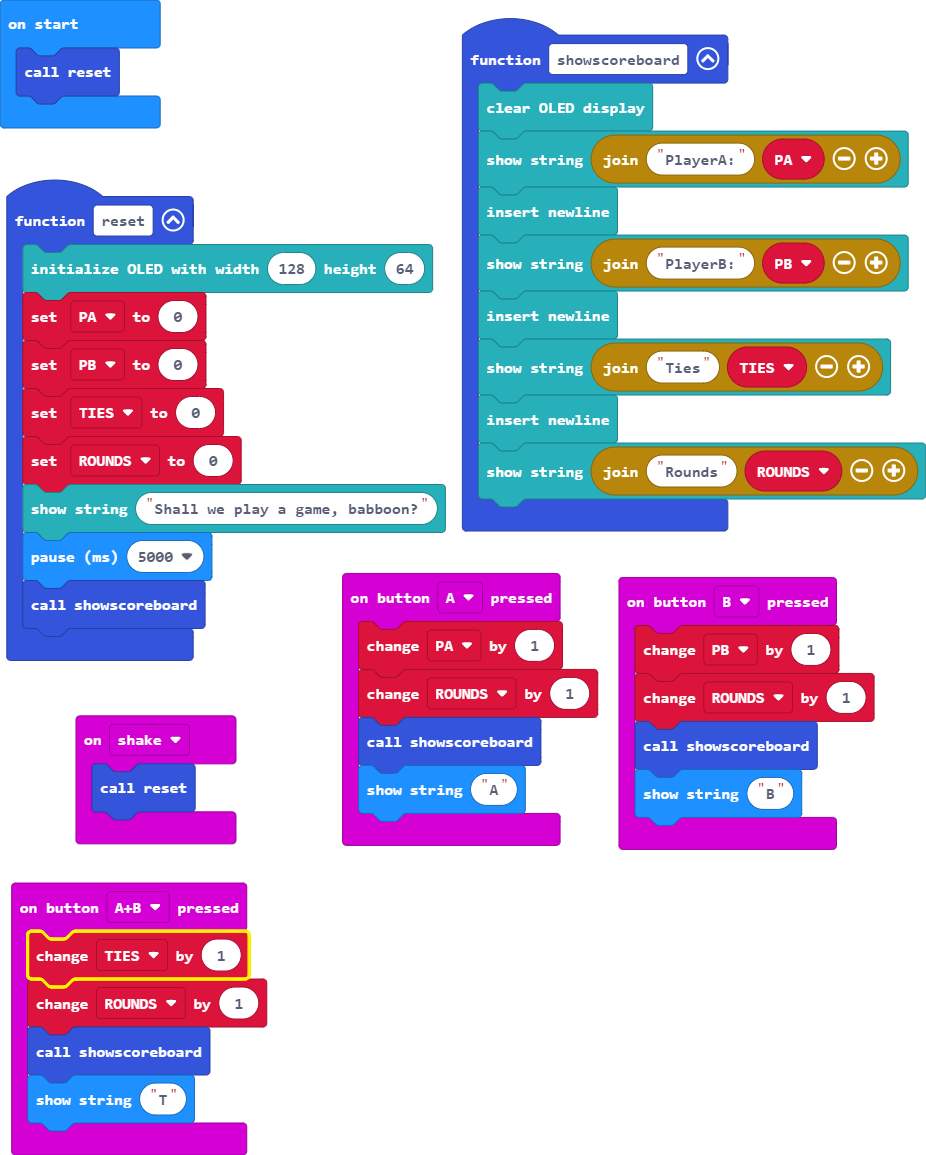 on start
call reset
function showscoreboard
clear OLED display
show string join "PlayerA:" PA
insert newline
show string join "PlayerB:" PB
insert newline
show string join "Ties" TIES
insert newline
show string join "Rounds" ROUNDS
function reset
initialize OLED with width 128 height 64
set PA to 0
set PB to 0
set TIES to 0
set ROUNDS to 0
show string "Shall we play a game, babboon?"
pause (ms) 5000
call showscoreboard
on button A pressed
change PA by 1
change ROUNDS by 1
call showscoreboard
show string "A"
on button B pressed
change PB by 1
change ROUNDS by 1
call showscoreboard
show string "B"
on shake
call reset
on button A+B pressed
change TIES by 1
change ROUNDS by 1
call showscoreboard
show string "T"